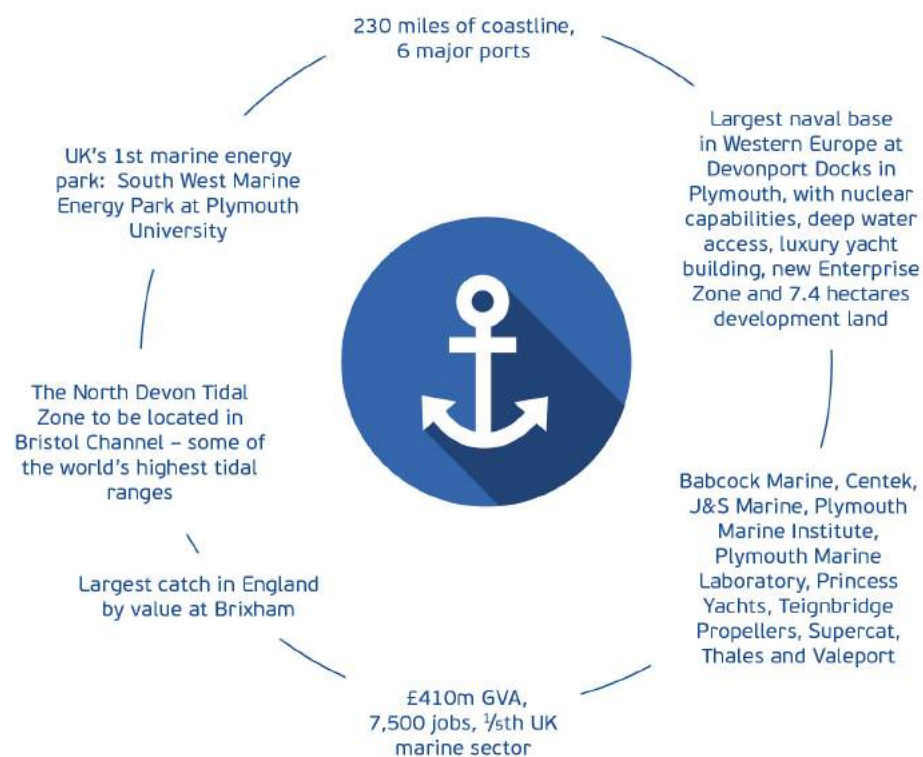 230 miles of coastline,
6 major ports
Largest naval base
in Western Europe at
Devonport Docks in
Plymouth, with nuclear
capabilities, deep water
access, luxury yacht
building, new Enterprise
Zone and 7.4 hectares
development land
Babcock Marine, Centek,
J&S Marine, Plymouth
Marine Institute,
Plymouth Marine
Laboratory, Princess
Yachts, Teignbridge
Propellers, Supercat,
Thales and Valeport
£410m GVA,
7,500 jobs, ⅕th UK
marine sector
Largest catch in England
by value at Brixham
The North Devon Tidal
Zone to be located in
Bristol Channel – some of
the world's highest tidal
ranges
UK's 1st marine energy
park: South West Marine
Energy Park at Plymouth
University